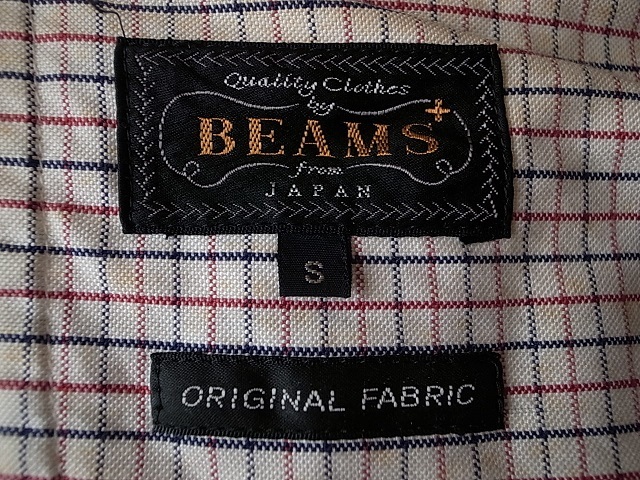 Quality Clothes
by
BEAMS+
from
JAPAN
S
ORIGINAL FABRIC